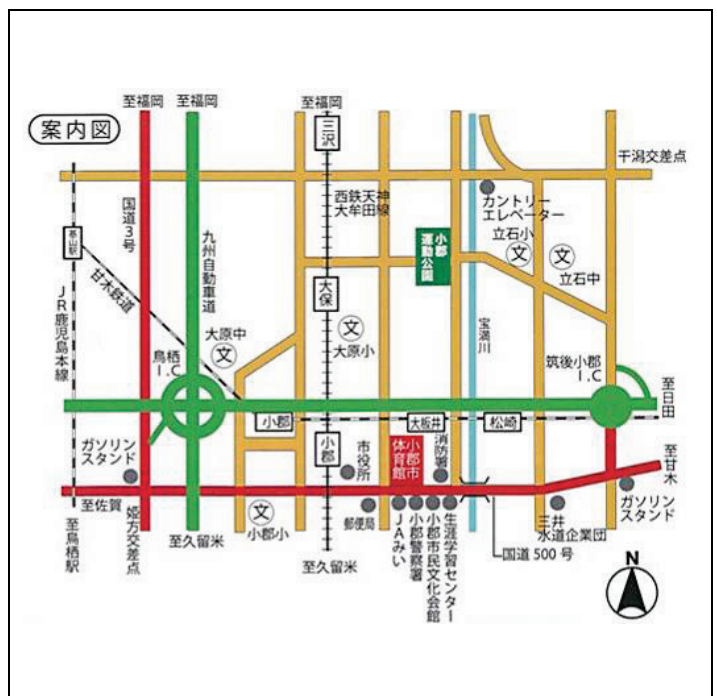 至福岡
至福岡
至福岡
案内図
三沢
干潟交差点
国道3号
西鉄天神
大牟田線
カントリー
エレベーター
基山駅
九州自動車道
小郡
運動公園
立石小
文
文
立石中
甘木鉄道
大保
JR鹿児島本線
大原中
文
文
大原小
宝満川
鳥栖
I.C
筑後小郡
I.C
至日田
小郡
大板井
松崎
ガソリン
スタンド
小郡
市役所
小郡市
体育館
消防署
至甘木
至佐賀
姫方交差点
文
小郡小
郵便局
JAみい
小郡警察署
小郡市民文化会館
生涯学習センター
三井
水道企業団
ガソリン
スタンド
至鳥栖駅
至久留米
至久留米
国道500号
N